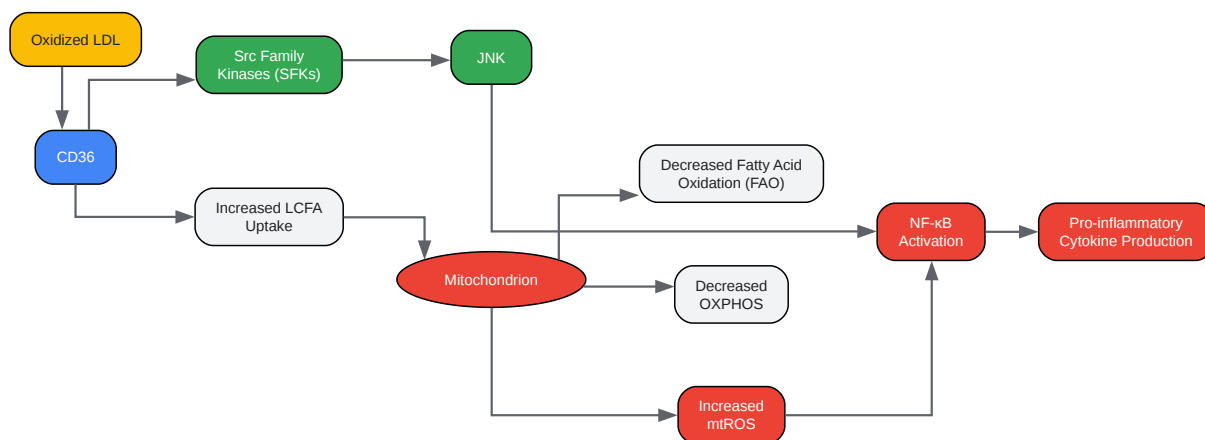 Oxidized LDL
Src Family
Kinases (SFKs)
JNK
CD36
Decreased Fatty Acid
Oxidation (FAO)
Increased LCFA
Uptake
NF-κB
Activation
Pro-inflammatory
Cytokine Production
Mitochondrion
Decreased
OXPHOS
Increased
mtROS